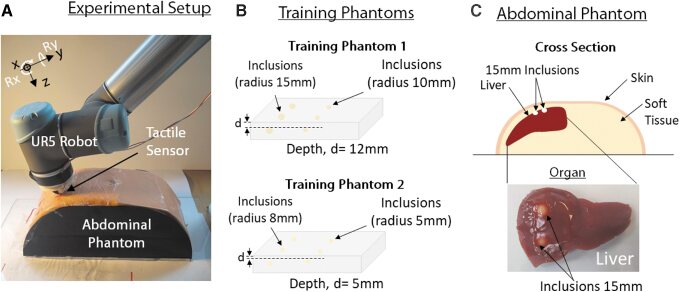 A
Experimental Setup
x
y
z
Rx
Ry
UR5 Robot
Tactile
Sensor
Abdominal
Phantom
B
Training Phantoms
Training Phantom 1
Inclusions
(radius 15mm)
Inclusions
(radius 10mm)
d
Depth, d= 12mm
Training Phantom 2
Inclusions
(radius 8mm)
Inclusions
(radius 5mm)
d
Depth, d= 5mm
C
Abdominal Phantom
Cross Section
15mm Inclusions
Liver
Skin
Soft
Tissue
Organ
Liver
Inclusions 15mm